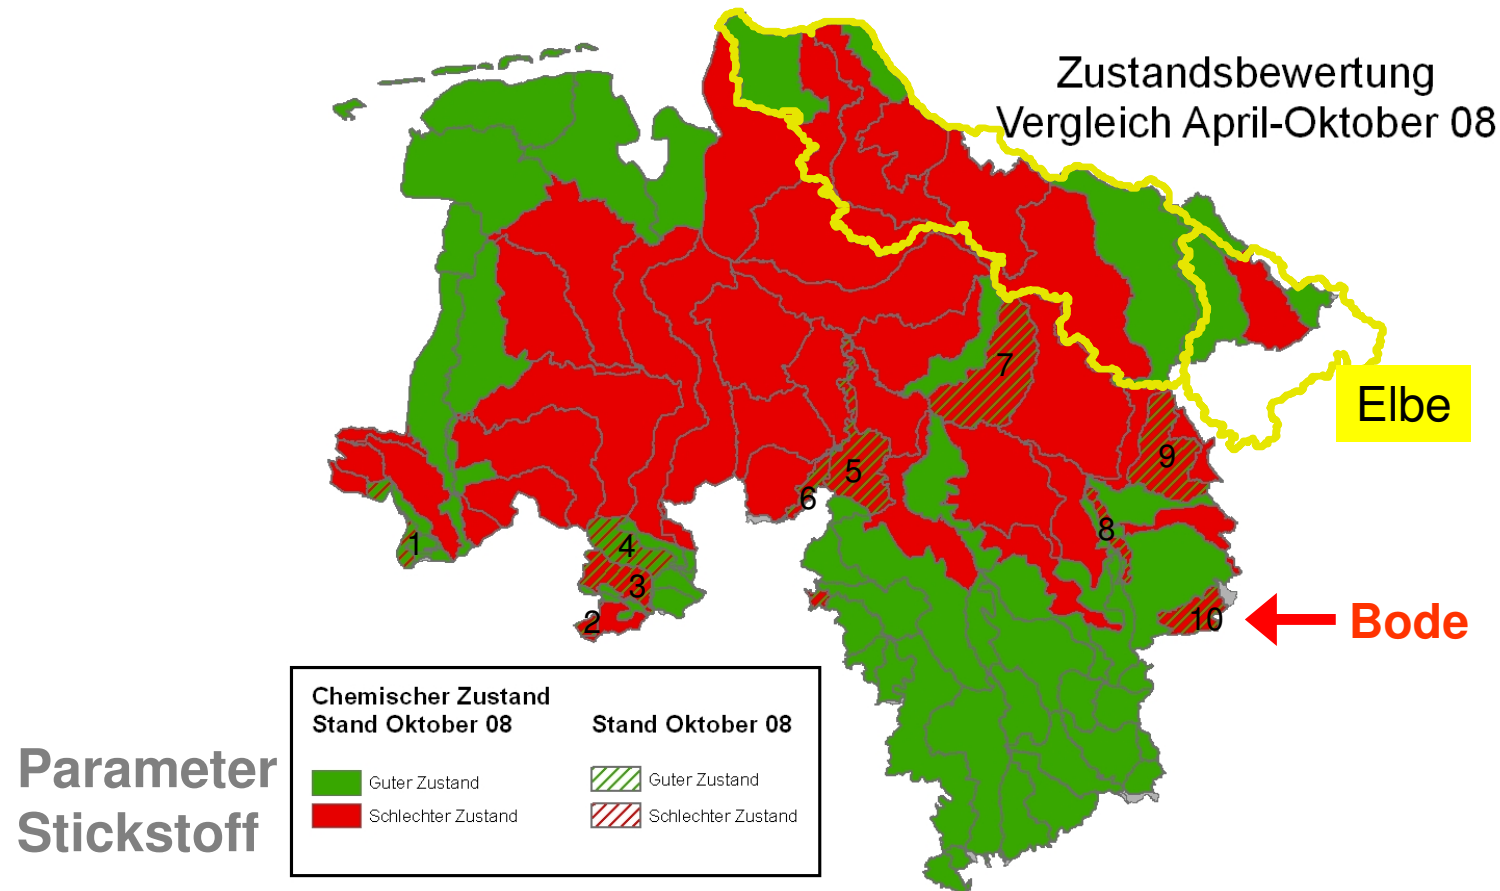 Zustandsbewertung
Vergleich April-Oktober 08
7
Elbe
9
5
6
8
1
4
3
2
10
Bode
Chemischer Zustand
Stand Oktober 08
Stand Oktober 08
Guter Zustand
Guter Zustand
Schlechter Zustand
Schlechter Zustand
Parameter
Stickstoff